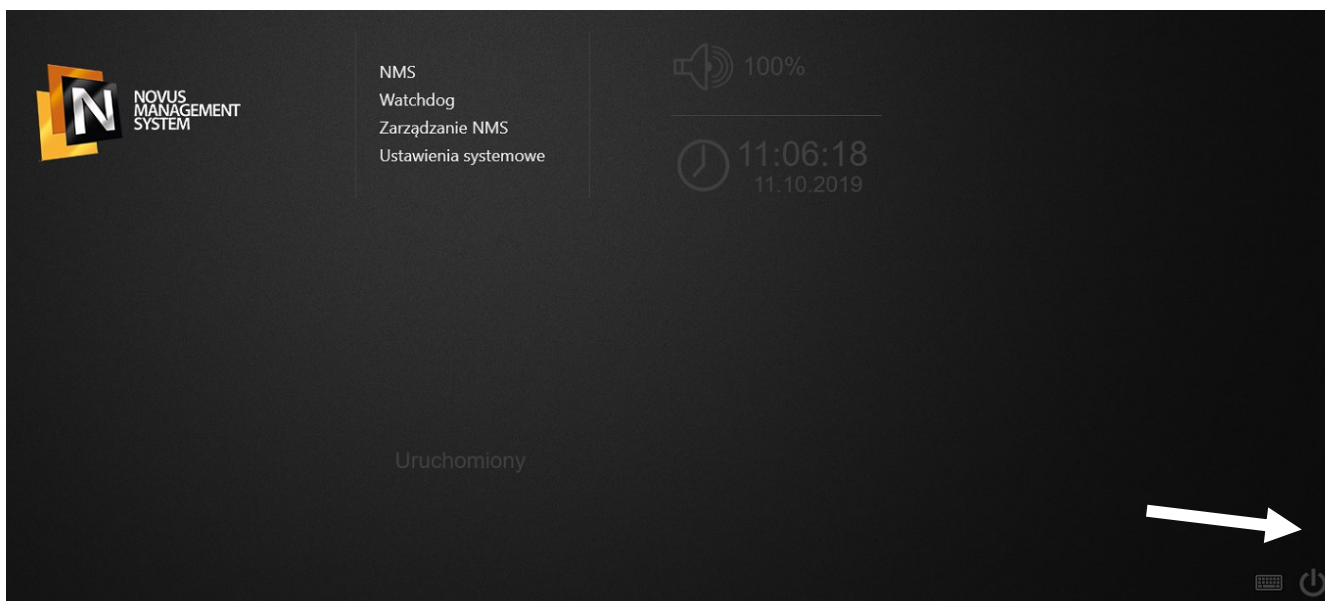 NOVUS
MANAGEMENT
SYSTEM
NMS
Watchdog
Zarządzanie NMS
Ustawienia systemowe
100%
11:06:18
11.10.2019
Uruchomiony